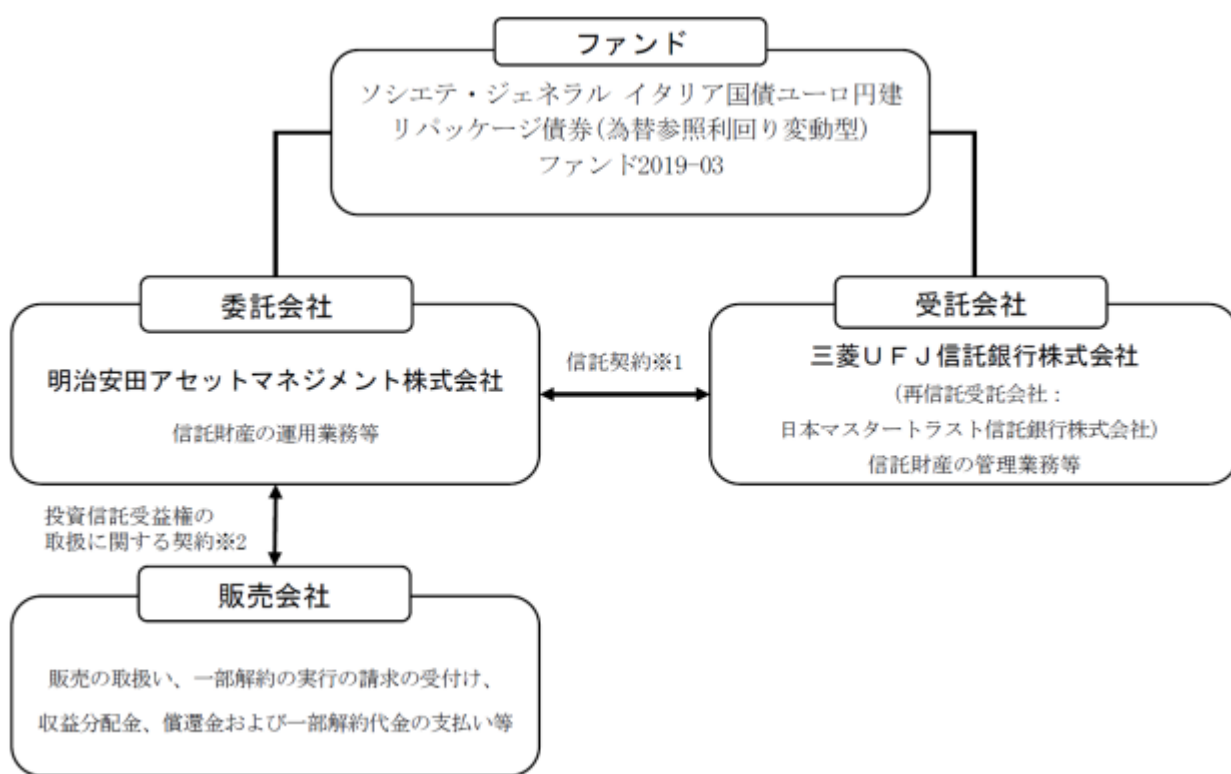 ファンド
ソシエテ・ジェネラル イタリア国債ユーロ円建
リパッケージ債券(為替参照利回り変動型)
ファンド2019-03
委託会社
明治安田アセットマネジメント株式会社
信託財産の運用業務等
信託契約※1
受託会社
三菱UFJ信託銀行株式会社
(再信託受託会社：
日本マスタートラスト信託銀行株式会社)
信託財産の管理業務等
投資信託受益権の
取扱に関する契約※2
販売会社
販売の取扱い、一部解約の実行の請求の受付け、
収益分配金、償還金および一部解約代金の支払い等